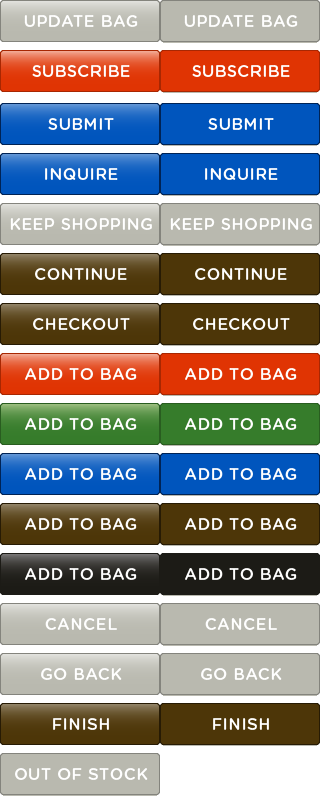 UPDATE BAG UPDATE BAG
SUBSCRIBE SUBSCRIBE
SUBMIT SUBMIT
INQUIRE INQUIRE
KEEP SHOPPING KEEP SHOPPING
CONTINUE CONTINUE
CHECKOUT CHECKOUT
ADD TO BAG ADD TO BAG
ADD TO BAG ADD TO BAG
ADD TO BAG ADD TO BAG
ADD TO BAG ADD TO BAG
ADD TO BAG ADD TO BAG
CANCEL CANCEL
GO BACK GO BACK
FINISH FINISH
OUT OF STOCK